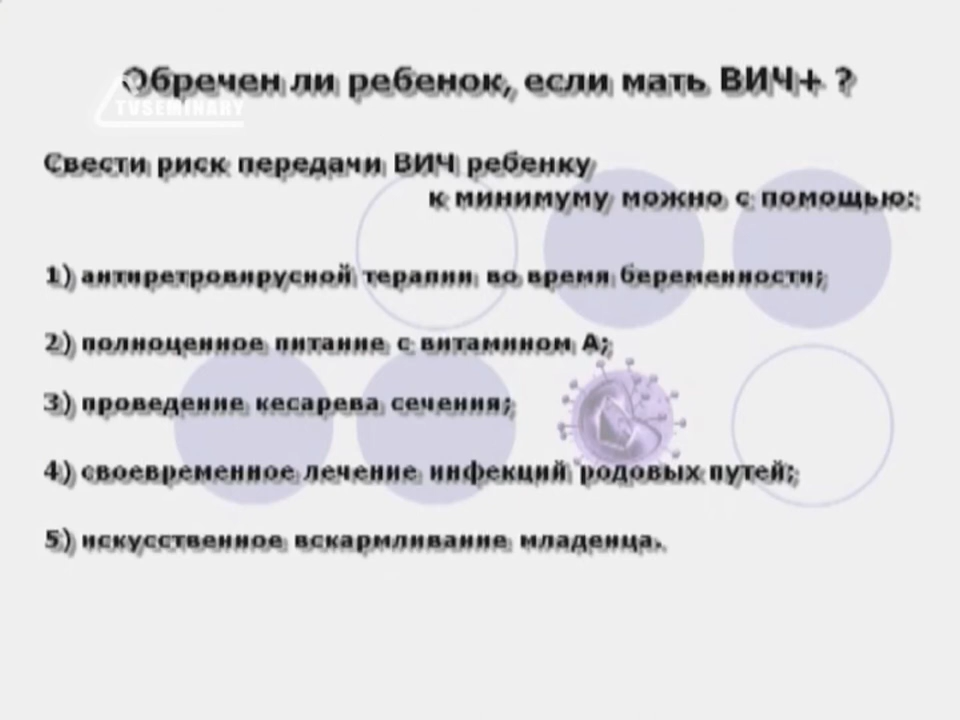 Обречен ли ребенок, если мать ВИЧ+ ?
TVSEMINARY
Свести риск передачи ВИЧ ребенку
к минимуму можно с помощью:
1) антиретровирусной терапии во время беременности;
2) полноценное питание с витамином А;
3) проведение кесарева сечения;
4) своевременное лечение инфекций родовых путей;
5) искусственное вскармливание младенца.